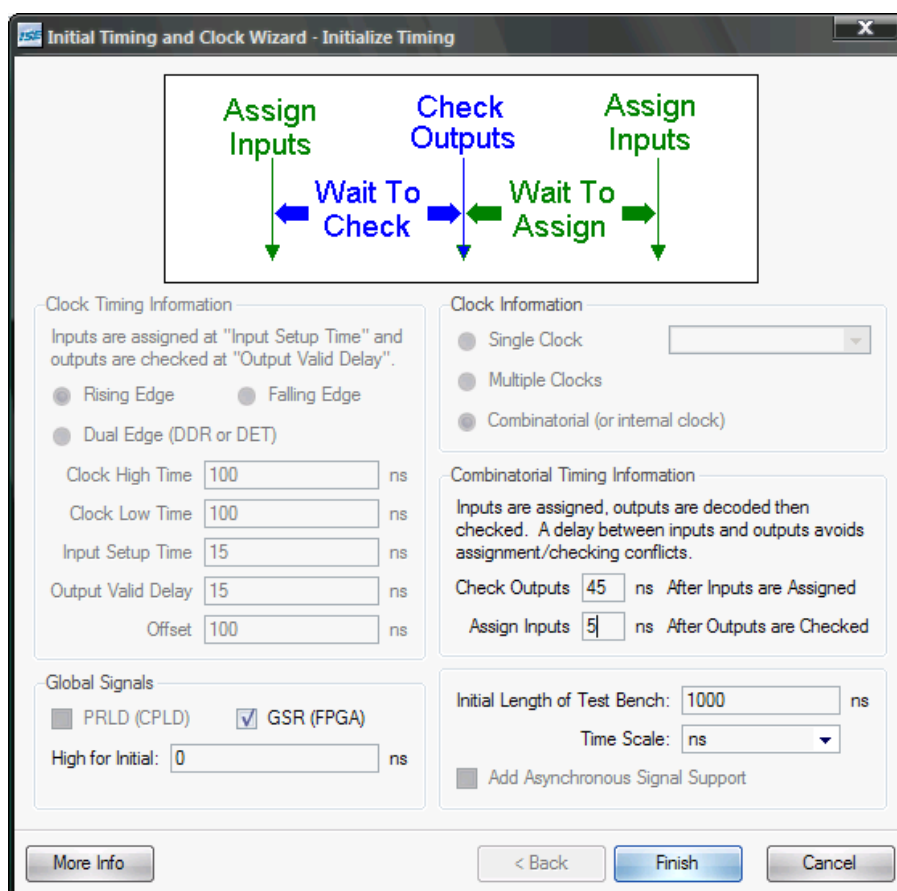 ISE Initial Timing and Clock Wizard - Initialize Timing
X
Assign
Inputs
Check
Outputs
Assign
Inputs
Wait To
Check
Wait To
Assign
Clock Timing Information
Inputs are assigned at "Input Setup Time" and
outputs are checked at "Output Valid Delay".
Rising Edge
Falling Edge
Dual Edge (DDR or DET)
Clock High Time 100 ns
Clock Low Time 100 ns
Input Setup Time 15 ns
Output Valid Delay 15 ns
Offset 100 ns
Global Signals
PRLD (CPLD)
GSR (FPGA)
High for Initial: 0 ns
Clock Information
Single Clock
Multiple Clocks
Combinatorial (or internal clock)
Combinatorial Timing Information
Inputs are assigned, outputs are decoded then
checked. A delay between inputs and outputs avoids
assignment/checking conflicts.
Check Outputs 45 ns After Inputs are Assigned
Assign Inputs 5 ns After Outputs are Checked
Initial Length of Test Bench: 1000 ns
Time Scale: ns
Add Asynchronous Signal Support
More Info
< Back
Finish
Cancel